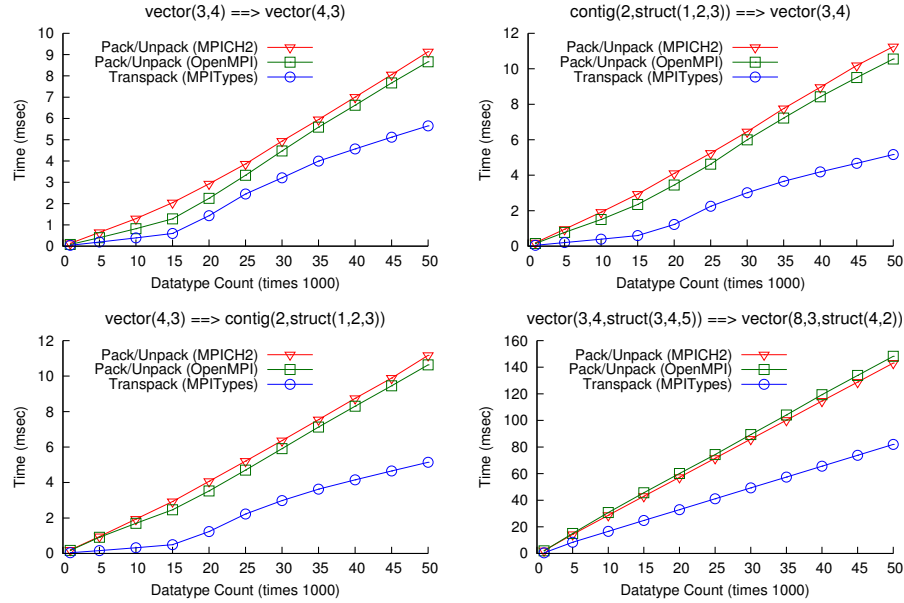 vector(3,4) ==> vector(4,3)
Pack/Unpack (MPICH2)
Pack/Unpack (OpenMPI)
Transpack (MPITypes)
Time (msec)
10
9
8
7
6
5
4
3
2
1
0
0 5 10 15 20 25 30 35 40 45 50
Datatype Count (times 1000)
contig(2,struct(1,2,3)) ==> vector(3,4)
Pack/Unpack (MPICH2)
Pack/Unpack (OpenMPI)
Transpack (MPITypes)
Time (msec)
12
10
8
6
4
2
0
0 5 10 15 20 25 30 35 40 45 50
Datatype Count (times 1000)
vector(4,3) ==> contig(2,struct(1,2,3))
Pack/Unpack (MPICH2)
Pack/Unpack (OpenMPI)
Transpack (MPITypes)
Time (msec)
12
10
8
6
4
2
0
0 5 10 15 20 25 30 35 40 45 50
Datatype Count (times 1000)
vector(3,4,struct(3,4,5)) ==> vector(8,3,struct(4,2))
Pack/Unpack (MPICH2)
Pack/Unpack (OpenMPI)
Transpack (MPITypes)
Time (msec)
160
140
120
100
80
60
40
20
0
0 5 10 15 20 25 30 35 40 45 50
Datatype Count (times 1000)